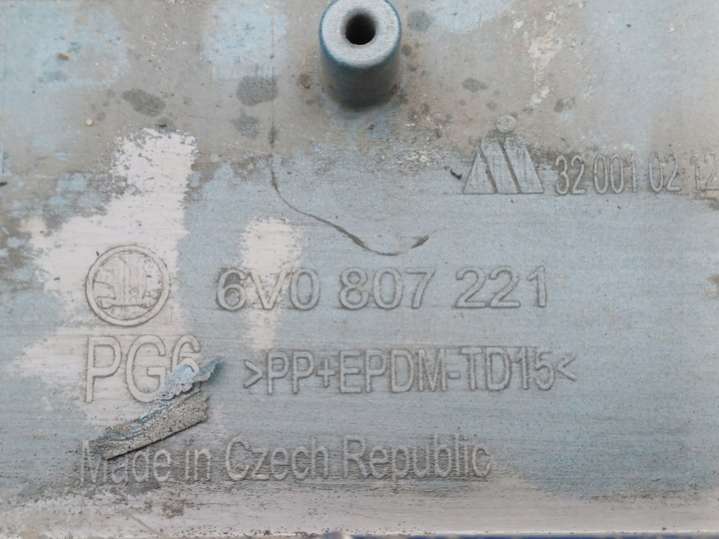 32 001 02 12
6V0 807 221
PG6 >PP+EPDM-TD15<
Made in Czech Republic